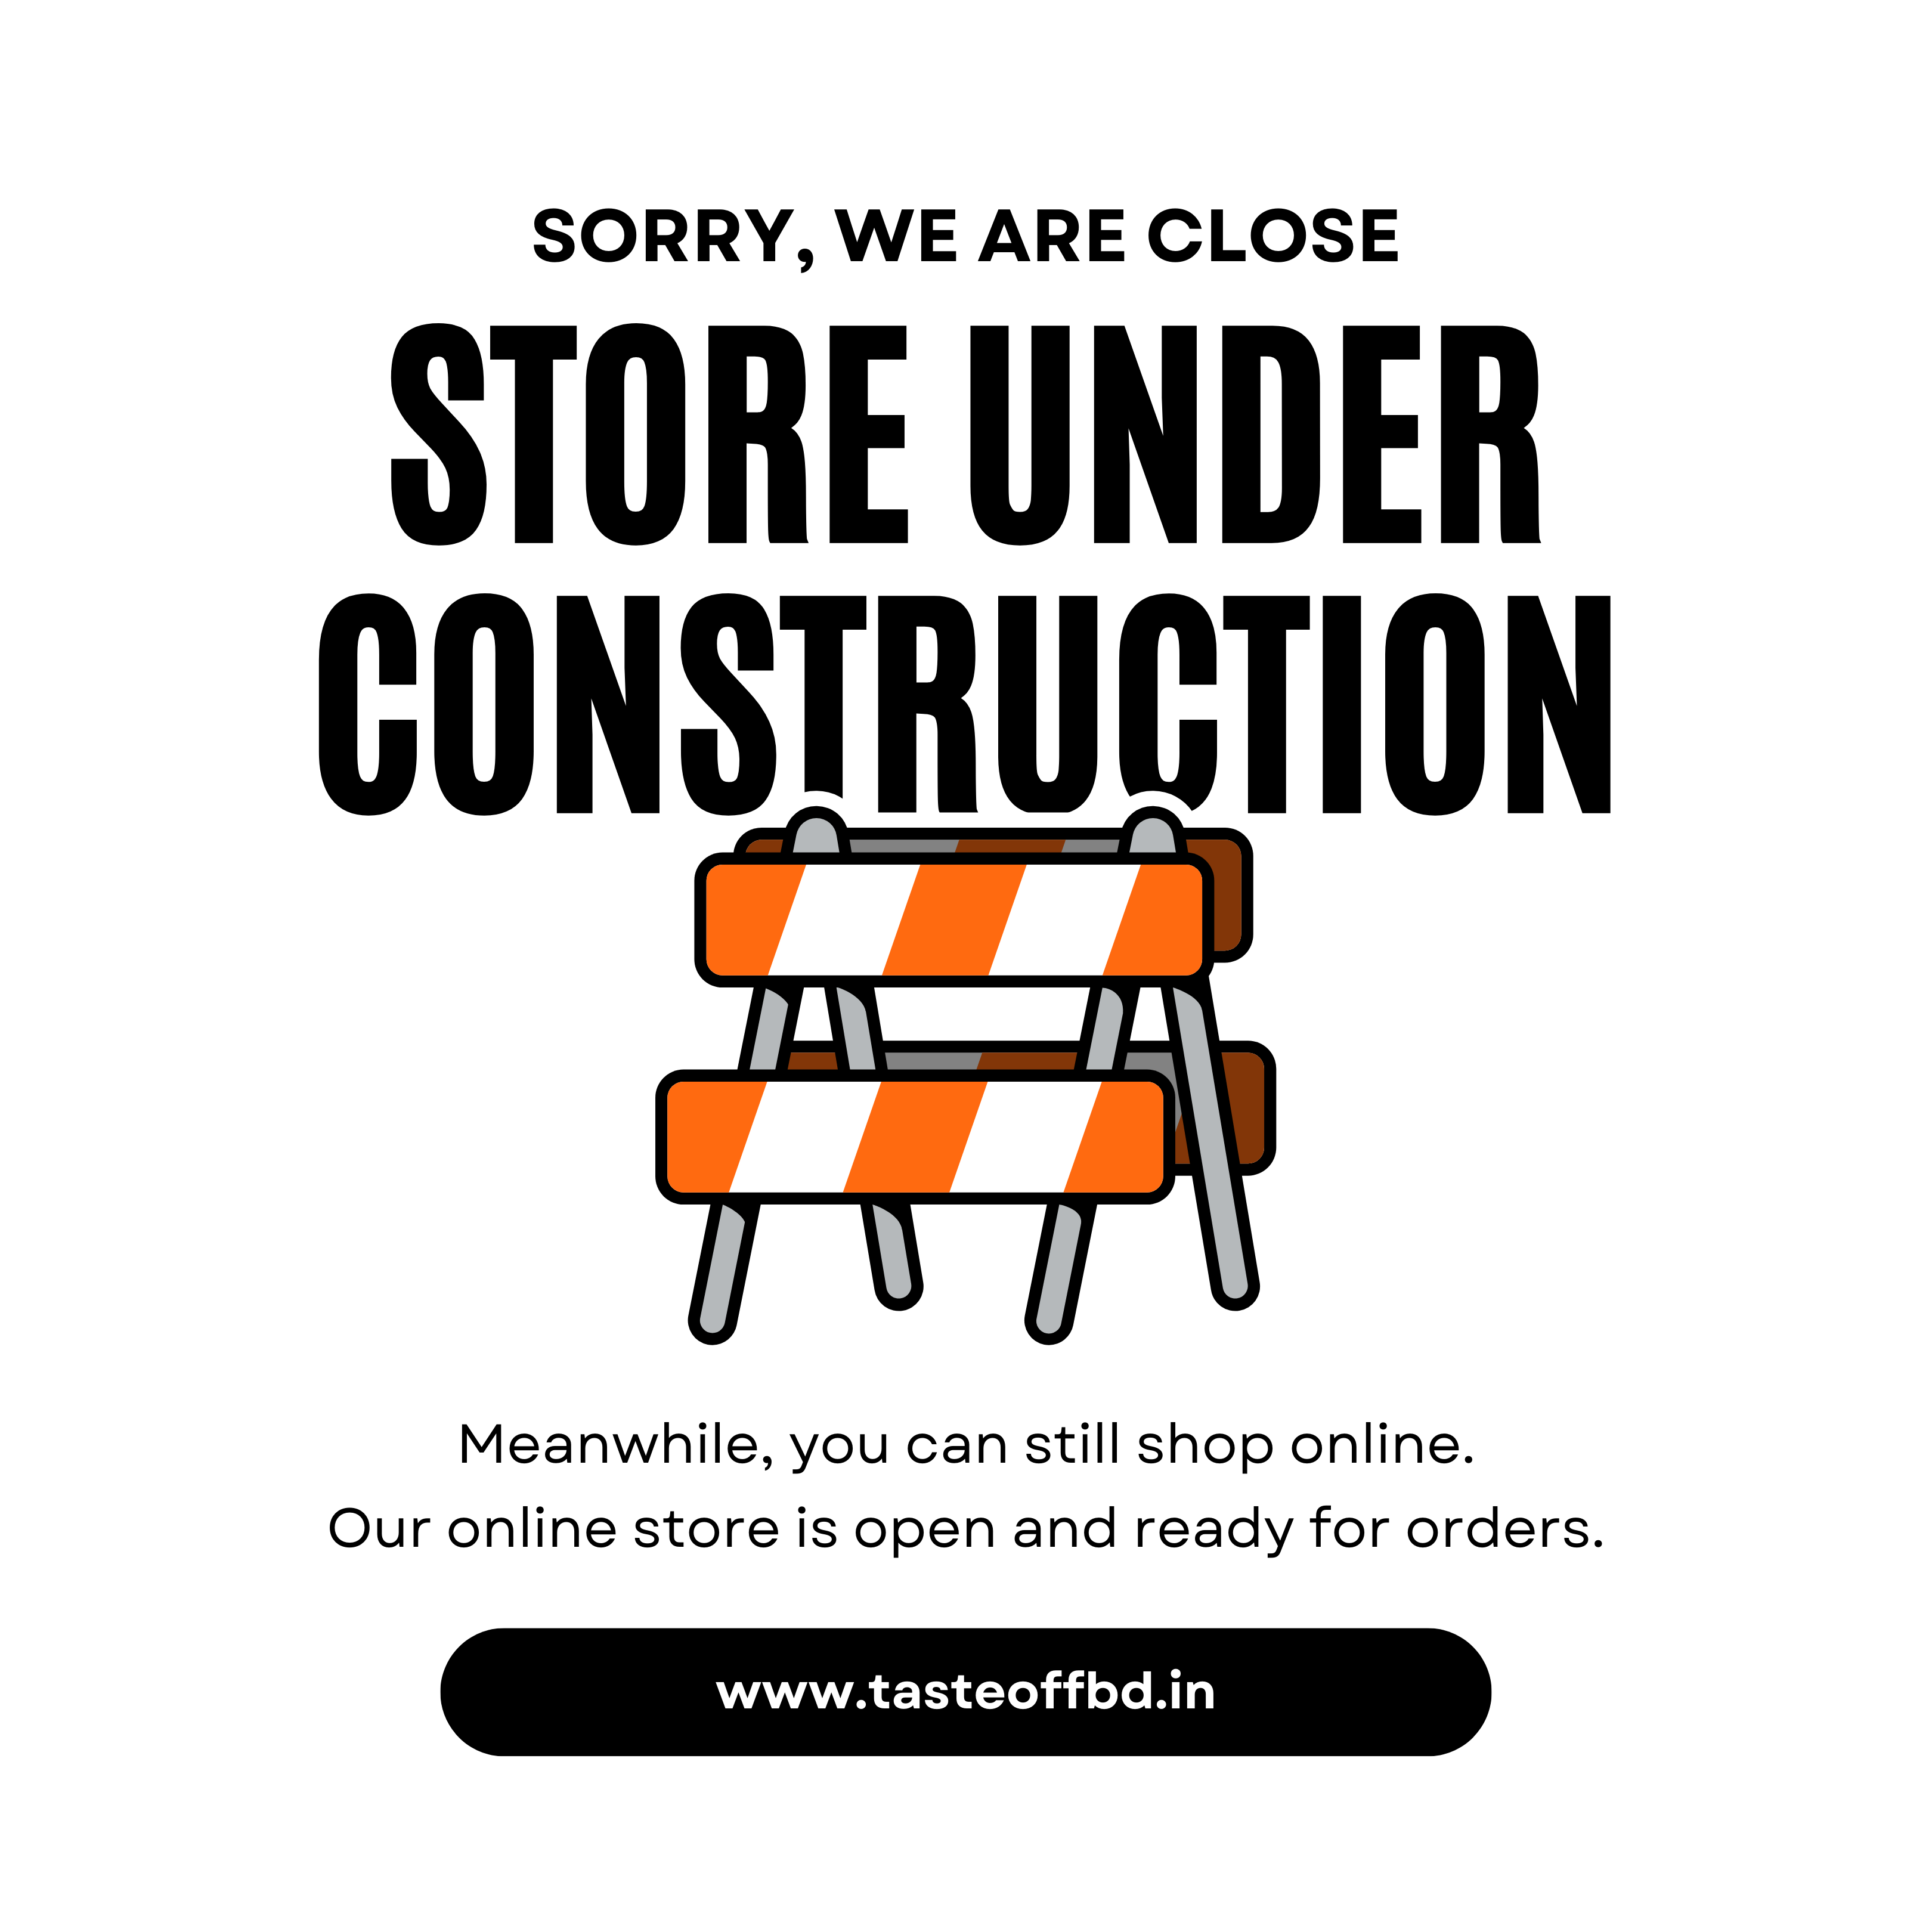 SORRY, WE ARE CLOSE
STORE UNDER
CONSTRUCTION
Meanwhile, you can still shop online.
Our online store is open and ready for orders.
www.tasteoffbd.in